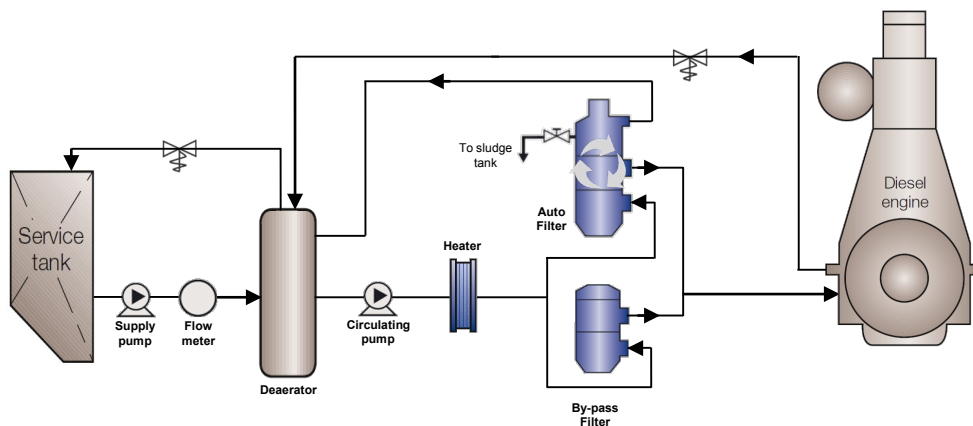 To sludge
tank
Diesel
engine
Auto
Filter
Service
tank
Heater
Supply
pump
Flow
meter
Circulating
pump
Deaerator
By-pass
Filter